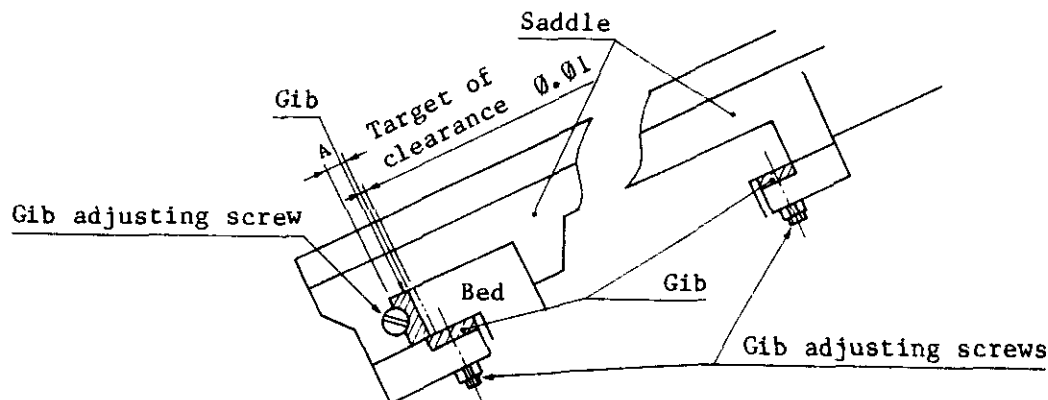 Saddle
Gib
Target of
clearance Ø.Ø1
A
Gib adjusting screw
Bed
Gib
Gib adjusting screws